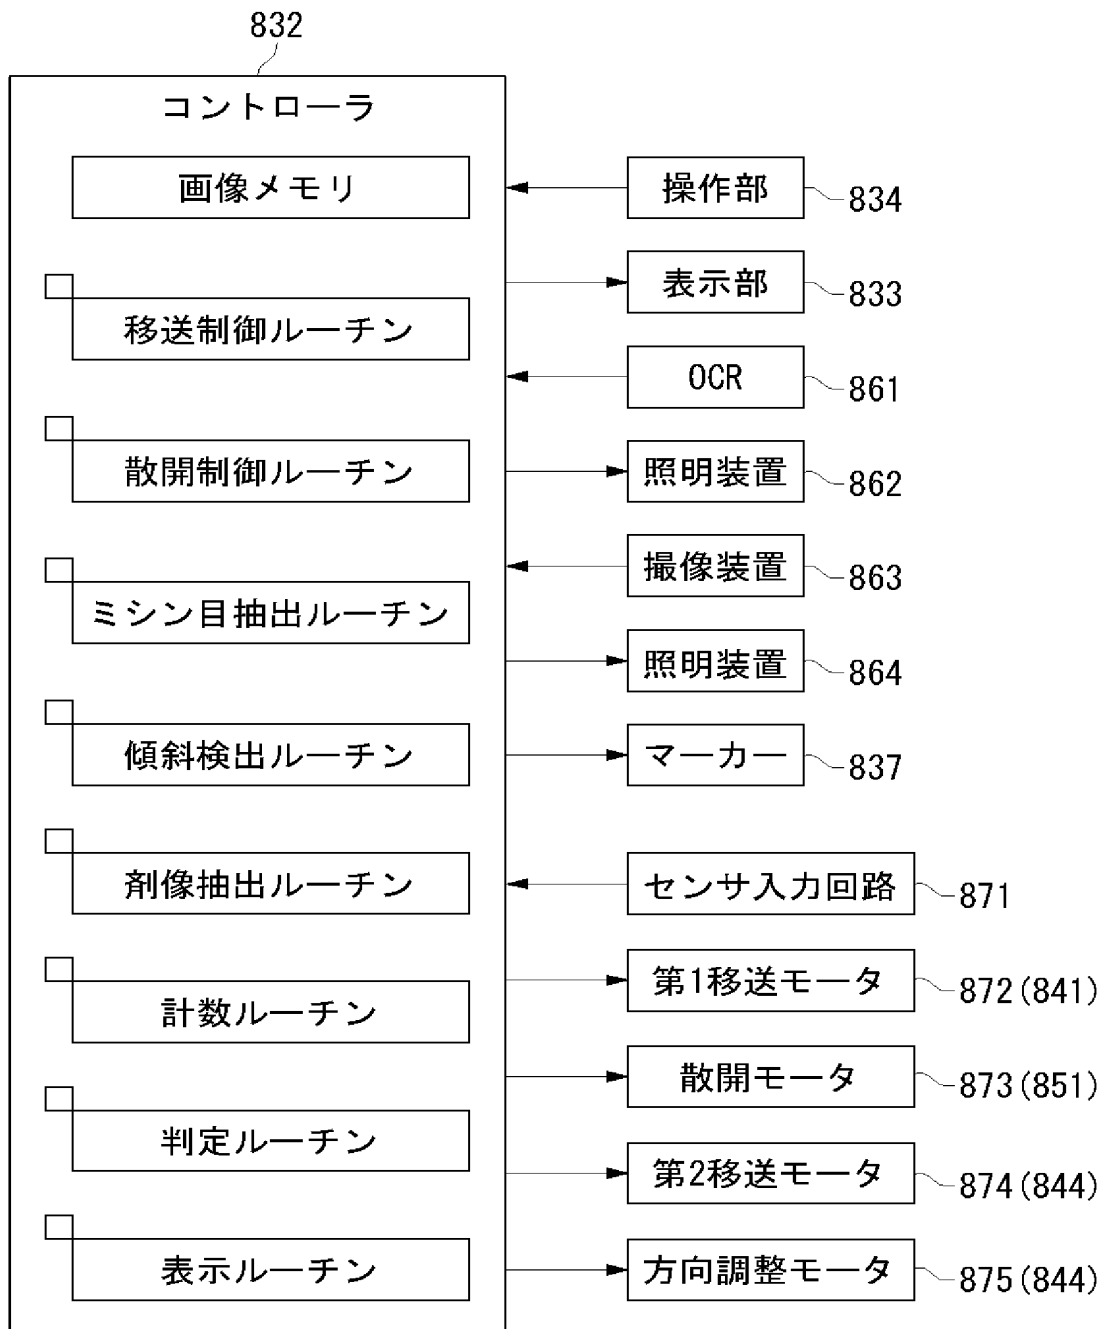 832
コントローラ
画像メモリ
移送制御ルーチン
散開制御ルーチン
ミシン目抽出ルーチン
傾斜検出ルーチン
剤像抽出ルーチン
計数ルーチン
判定ルーチン
表示ルーチン
操作部 834
表示部 833
OCR 861
照明装置 862
撮像装置 863
照明装置 864
マーカー 837
センサ入力回路 871
第1移送モータ 872(841)
散開モータ 873(851)
第2移送モータ 874(844)
方向調整モータ 875(844)